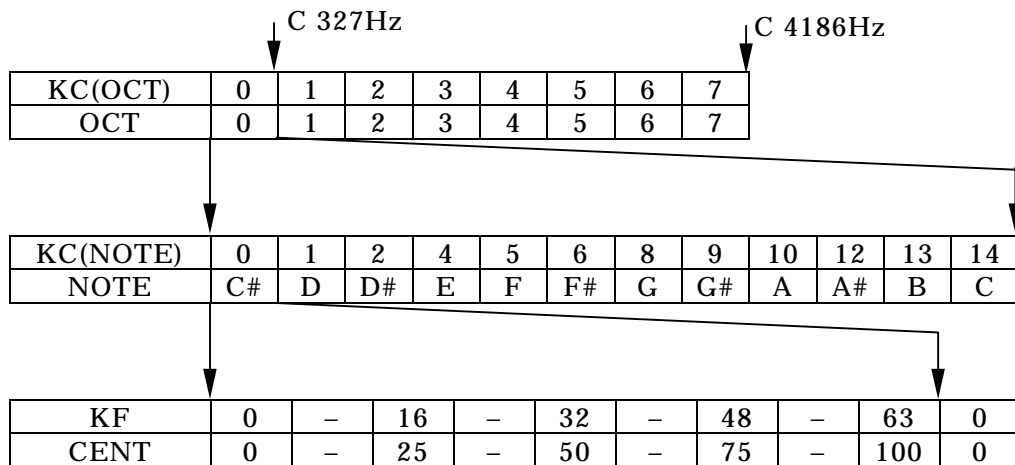 C 327Hz
C 4186Hz
KC(OCT) 0 1 2 3 4 5 6 7
OCT 0 1 2 3 4 5 6 7
KC(NOTE) 0 1 2 4 5 6 8 9 10 12 13 14
NOTE C# D D# E F F# G G# A A# B C
KF 0 – 16 – 32 – 48 – 63 0
CENT 0 – 25 – 50 – 75 – 100 0